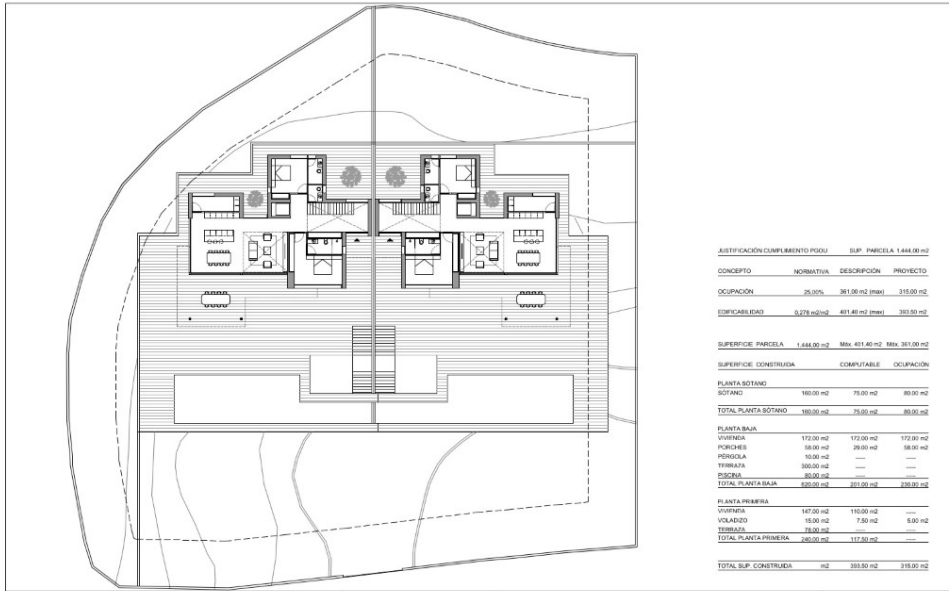 JUSTIFICACIÓN CUMPLIMIENTO PGOU SUP. PARCELA 1.444,00 m2
CONCEPTO NORMATIVA DESCRIPCIÓN PROYECTO
OCUPACIÓN 25,00% 361,00 m2 (max) 315,00 m2
EDIFICABILIDAD 0,278 m2/m2 401,40 m2 (max) 393,50 m2
SUPERFICIE PARCELA 1.444,00 m2 Máx. 401,40 m2 Máx. 361,00 m2
SUPERFICIE CONSTRUIDA COMPUTABLE OCUPACIÓN
PLANTA SÓTANO
SÓTANO 160,00 m2 75,00 m2 80,00 m2
TOTAL PLANTA SÓTANO 160,00 m2 75,00 m2 80,00 m2
PLANTA BAJA
VIVIENDA 172,00 m2 172,00 m2 172,00 m2
PORCHES 58,00 m2 29,00 m2 58,00 m2
PÉRGOLA 10,00 m2 ---- ----
TERRAZA 300,00 m2 ---- ----
PISCINA 80,00 m2 ---- ----
TOTAL PLANTA BAJA 620,00 m2 201,00 m2 230,00 m2
PLANTA PRIMERA
VIVIENDA 147,00 m2 110,00 m2 ----
VOLADIZO 15,00 m2 7,50 m2 5,00 m2
TERRAZA 78,00 m2 ---- ----
TOTAL PLANTA PRIMERA 240,00 m2 117,50 m2 ----
TOTAL SUP. CONSTRUIDA m2 393,50 m2 315,00 m2